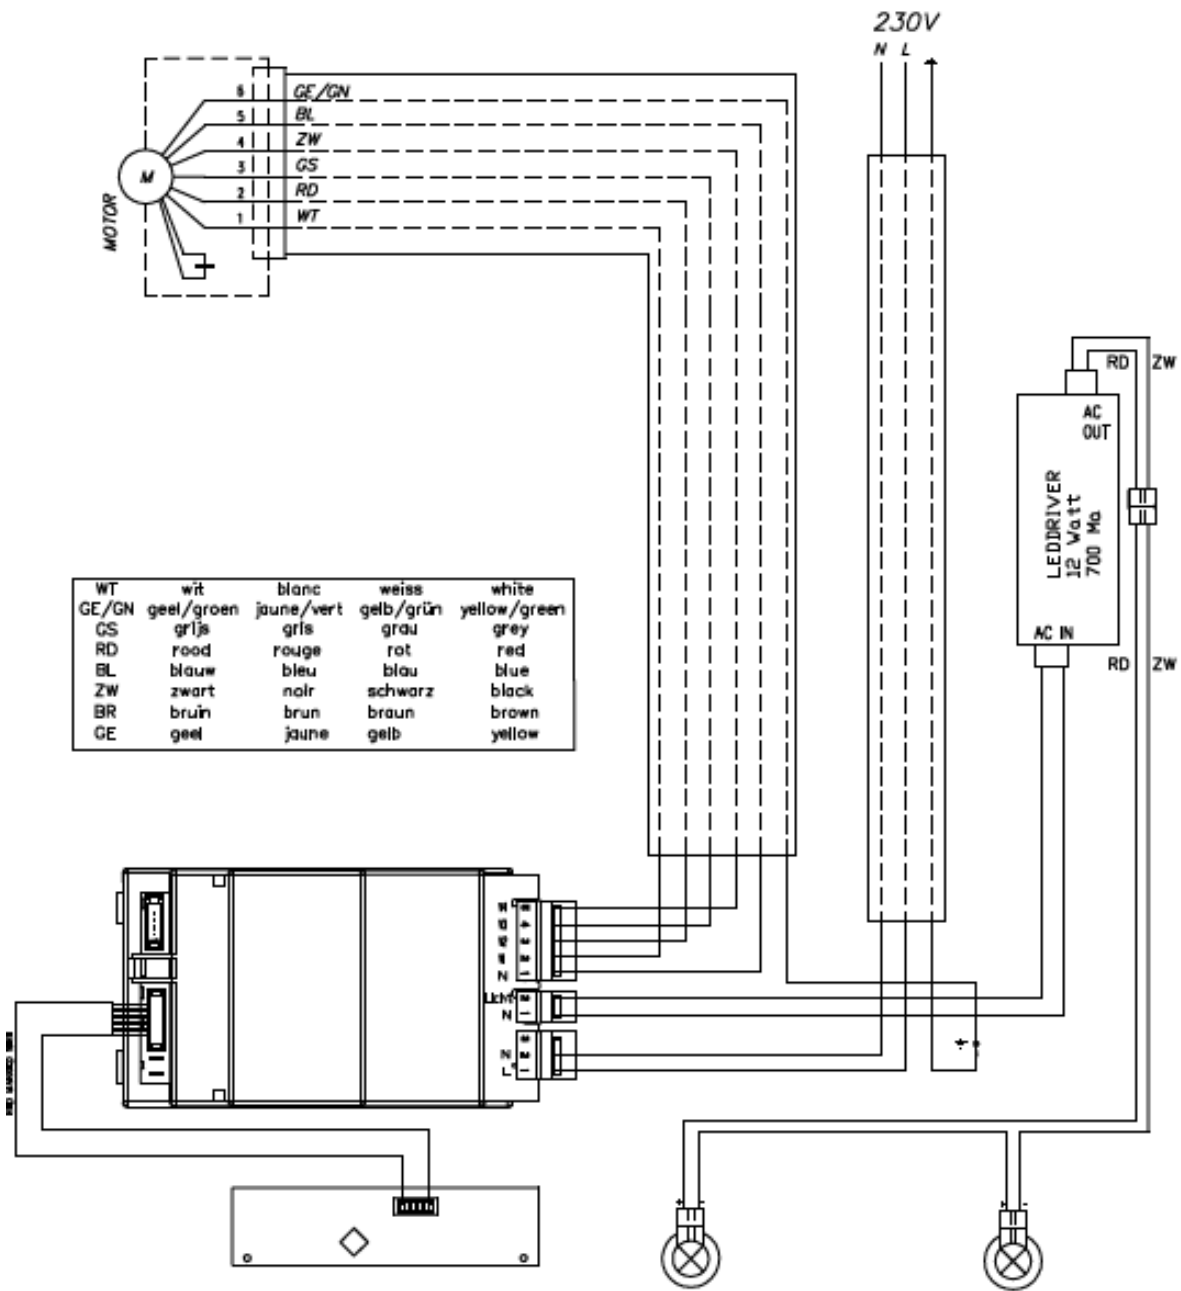 230V
N L
6 GE/GN
5 BL
4 ZW
3 GS
2 RD
1 WT
M
MOTOR
RD ZW
AC
OUT
LEDDRIVER
12 Watt
700 Ma
AC IN
RD ZW
WT wit blanc weiss white
GE/GN geel/groen jaune/vert gelb/grün yellow/green
GS grijs gris grau grey
RD rood rouge rot red
BL blauw bleu blau blue
ZW zwart noir schwarz black
BR bruin brun braun brown
GE geel jaune gelb yellow
N
Licht
N
N
L
+ -
+ -